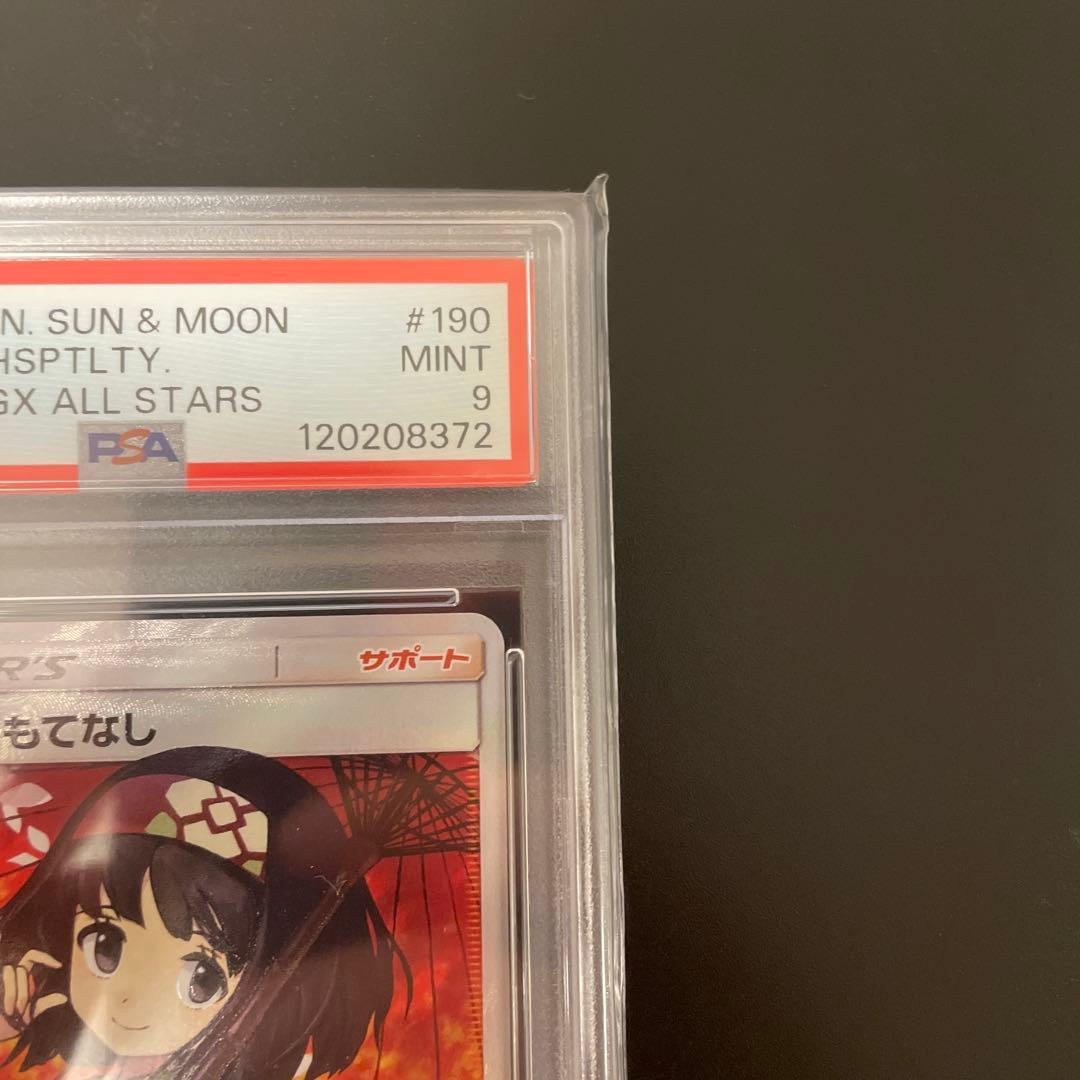 N. SUN & MOON #190
HSPTLTY. MINT
GX ALL STARS 9
PSA 120208372
R'S サポート
もてなし